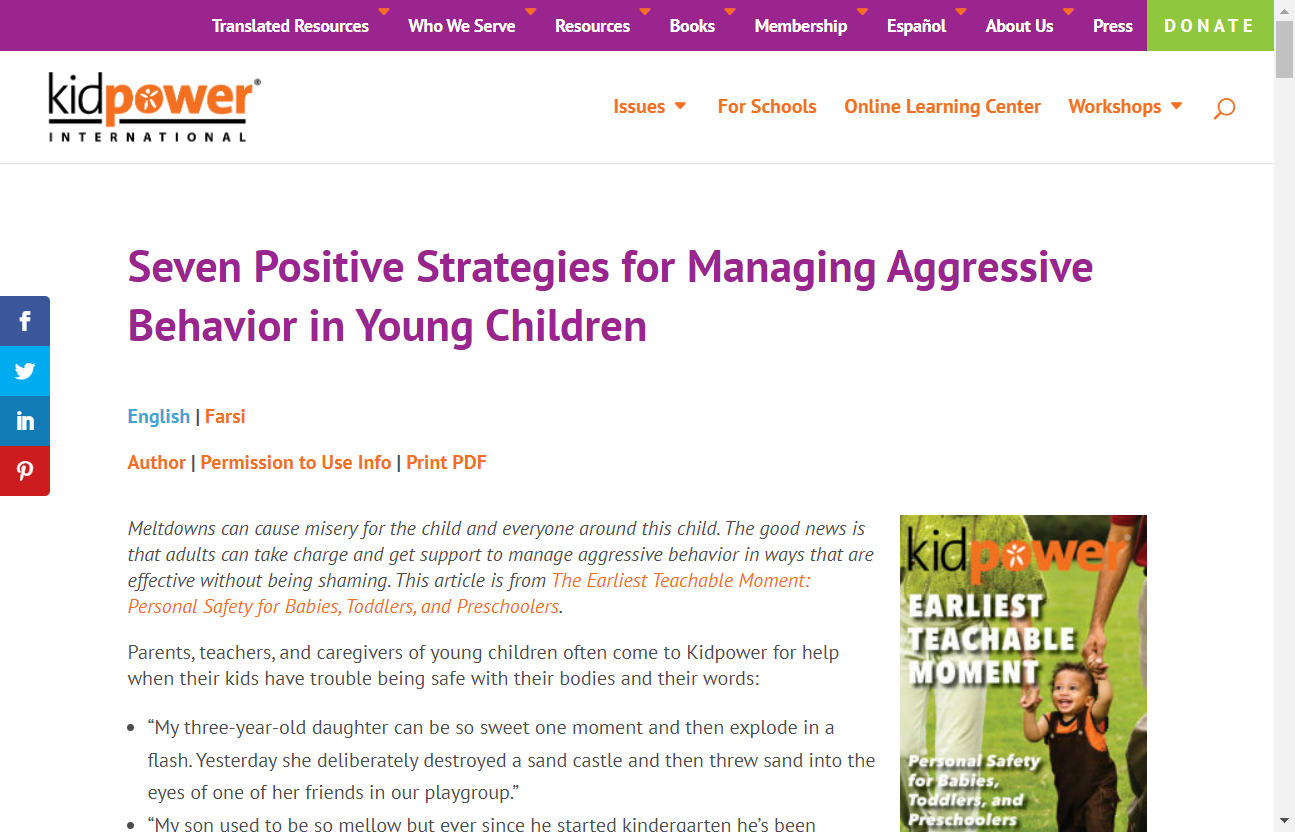 Translated Resources Who We Serve Resources Books Membership Español About Us Press DONATE
kidpower®
INTERNATIONAL
Issues For Schools Online Learning Center Workshops
Seven Positive Strategies for Managing Aggressive
Behavior in Young Children
English | Farsi
Author | Permission to Use Info | Print PDF
Meltdowns can cause misery for the child and everyone around this child. The good news is
that adults can take charge and get support to manage aggressive behavior in ways that are
effective without being shaming. This article is from The Earliest Teachable Moment:
Personal Safety for Babies, Toddlers, and Preschoolers.
Parents, teachers, and caregivers of young children often come to Kidpower for help
when their kids have trouble being safe with their bodies and their words:
• “My three-year-old daughter can be so sweet one moment and then explode in a
flash. Yesterday she deliberately destroyed a sand castle and then threw sand into the
eyes of one of her friends in our playgroup.”
• “My son used to be so mellow but ever since he started kindergarten he’s been
kidpower
EARLIEST
TEACHABLE
MOMENT
Personal Safety
for Babies,
Toddlers, and
Preschoolers